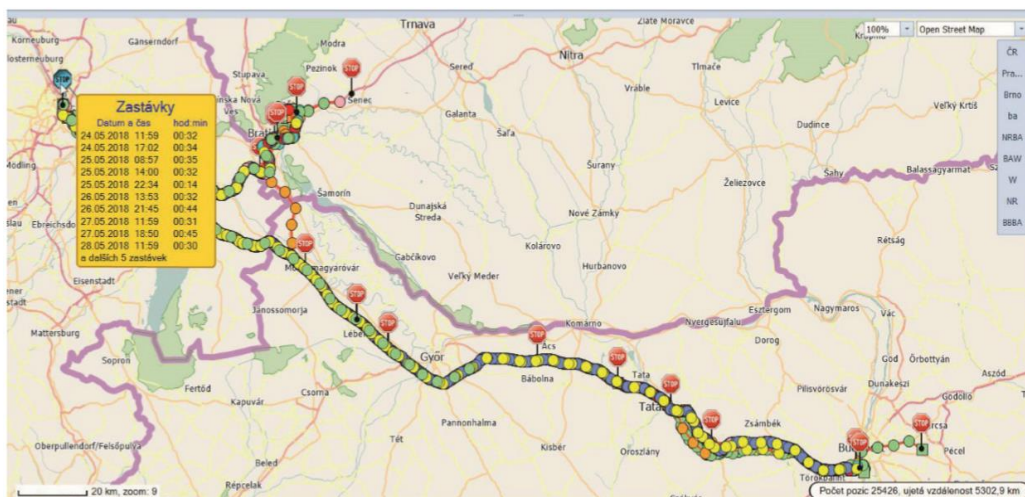 Trnava
Zlaté Moravce
100%
Open Street Map
Korneuburg
Gänserndorf
Modra
Nitra
ČR
Stupava
Pezinok
Sereď
Tlmače
Pra...
STOP
Senec
Vráble
Levice
Veľký Krtíš
Brno
Galanta
ba
Zastávky
Datum a čas hod:min
24.05.2018 11:59 00:32
24.05.2018 17:02 00:34
25.05.2018 08:57 00:35
25.05.2018 14:00 00:32
25.05.2018 22:34 00:14
26.05.2018 13:53 00:32
26.05.2018 21:45 00:44
27.05.2018 11:59 00:31
27.05.2018 18:50 00:45
28.05.2018 11:59 00:30
a dalších 5 zastávek
Dudince
Šaľa
NRBA
Mödling
Šurany
Šahy
Balassagyarmat
BAW
Šamorín
Želiezovce
W
Dunajská
Streda
Nové Zámky
NR
Rétság
BBBA
Kolárovo
Gabčíkovo
Hurbanovo
Eisenstadt
Veľký Meder
Esztergom
Nagymaros
Vác
Mattersburg
Jánossomorja
Komárno
Nyergesújfalu
Dorog
Sopron
Győr
Ács
God
Őrbottyán
Fertőd
Bábolna
Tata
Pilisvörösvár
Dunakeszi
Aszód
Kapuvár
Csorna
Gödöllő
Pannonhalma
Zsámbék
Oberpullendorf/Felsőpulya
Tét
Kisbér
Oroszlány
Pécel
Beled
Répcelak
Törökbálint
20 km, zoom: 9
Počet pozic 25426, ujetá vzdálenost 5302,9 km